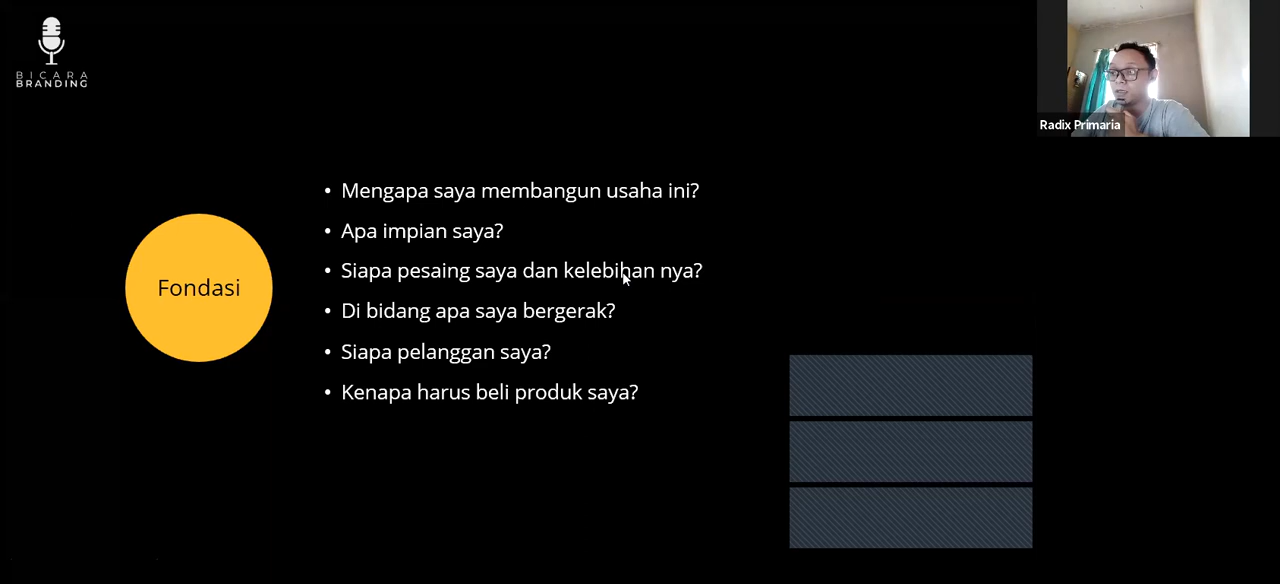 BICARA
BRANDING
Radix Primaria
Fondasi
• Mengapa saya membangun usaha ini?
• Apa impian saya?
• Siapa pesaing saya dan kelebihan nya?
• Di bidang apa saya bergerak?
• Siapa pelanggan saya?
• Kenapa harus beli produk saya?